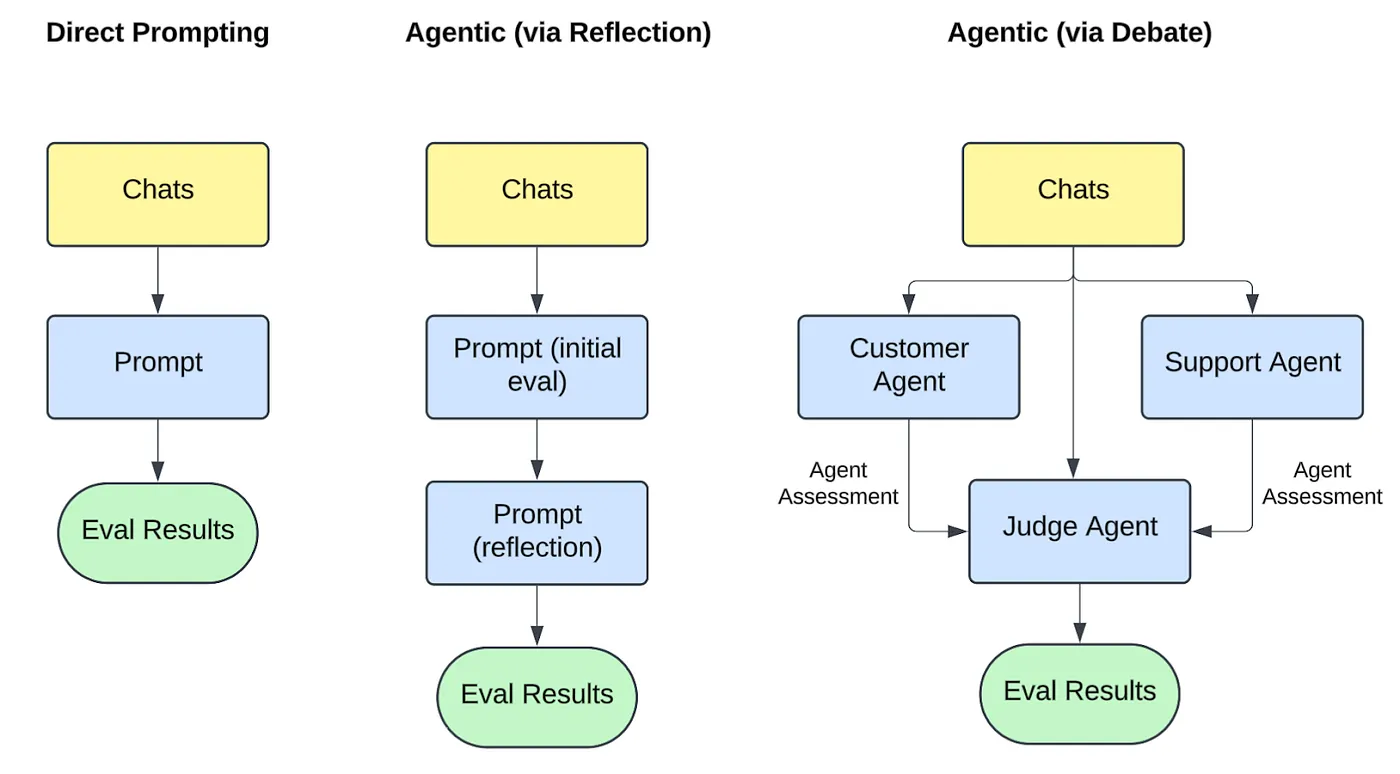 Direct Prompting
Chats
Prompt
Eval Results
Agentic (via Reflection)
Chats
Prompt (initial
eval)
Prompt
(reflection)
Eval Results
Agentic (via Debate)
Chats
Customer
Agent
Support Agent
Agent
Assessment
Agent
Assessment
Judge Agent
Eval Results